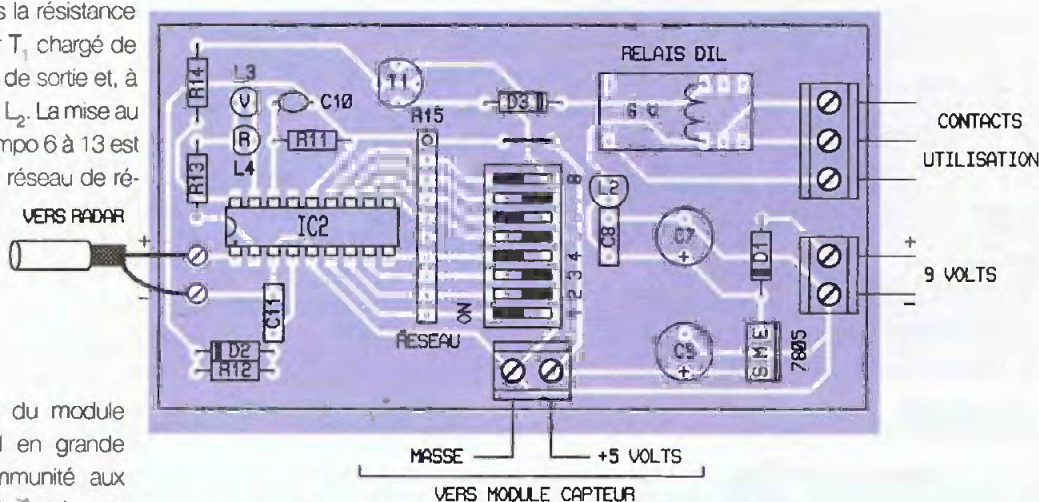 s la résistance
T₁ chargé de
de sortie et, à
L₂. La mise au
mpo 6 à 13 est
réseau de ré-
VERS RADAR
+
-
R14
L3
V
R
L4
C10
R11
R13
IC2
C11
D2
R12
T1
R15
RÉSEAU
D3
RELAIS DIL
6 V
8
1 2 3 4
ON
L2
C8
C7
+
D1
C9
+
S M E
7805
CONTACTS
UTILISATION
+
9 VOLTS
-
MASSE
+5 VOLTS
VERS MODULE CAPTEUR
du module
en grande
mmunité aux